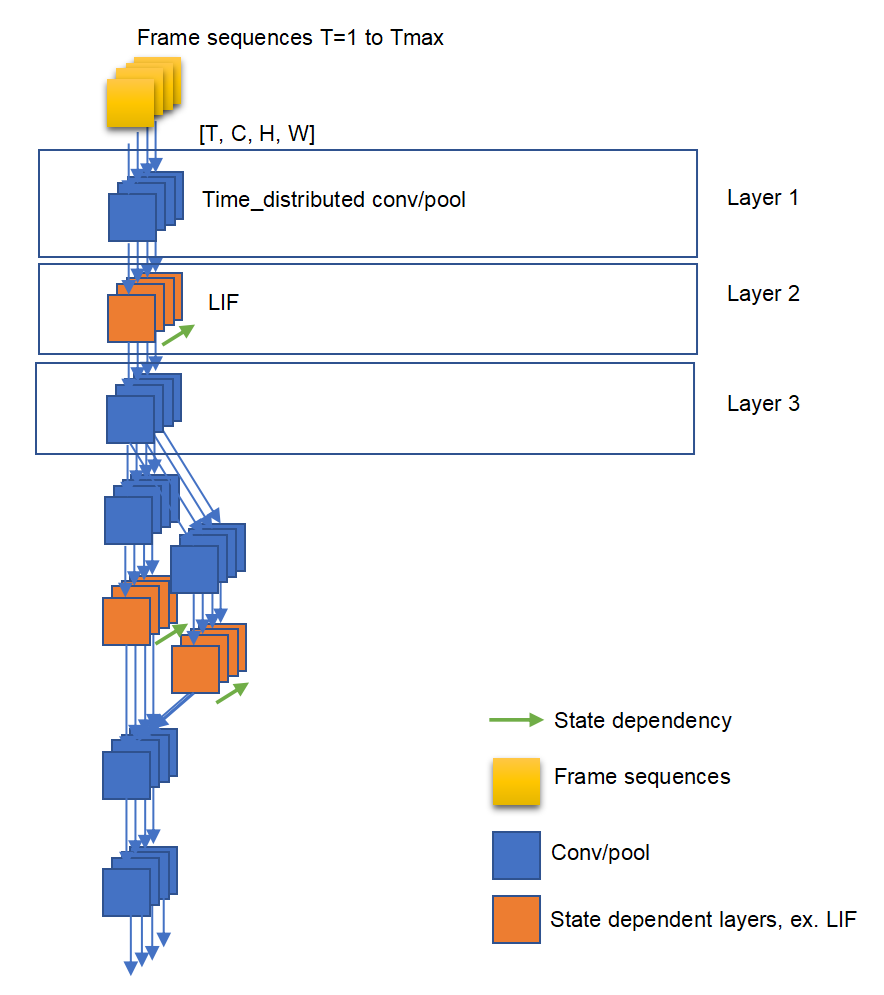 Frame sequences T=1 to Tmax
[T, C, H, W]
Time_distributed conv/pool
Layer 1
LIF
Layer 2
Layer 3
State dependency
Frame sequences
Conv/pool
State dependent layers, ex. LIF